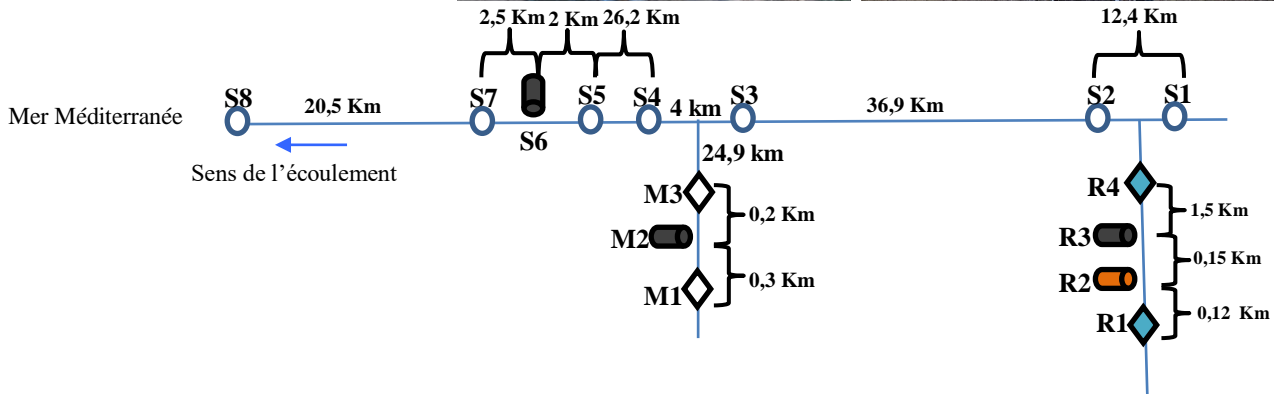 2,5 Km 2 Km 26,2 Km 12,4 Km
S8 20,5 Km S7 S5 S4 4 km S3 36,9 Km S2 S1
Mer Méditerranée
S6
Sens de l’écoulement
24,9 km
M3 R4
0,2 Km 1,5 Km
M2 R3
0,15 Km
0,3 Km R2
M1 0,12 Km
R1